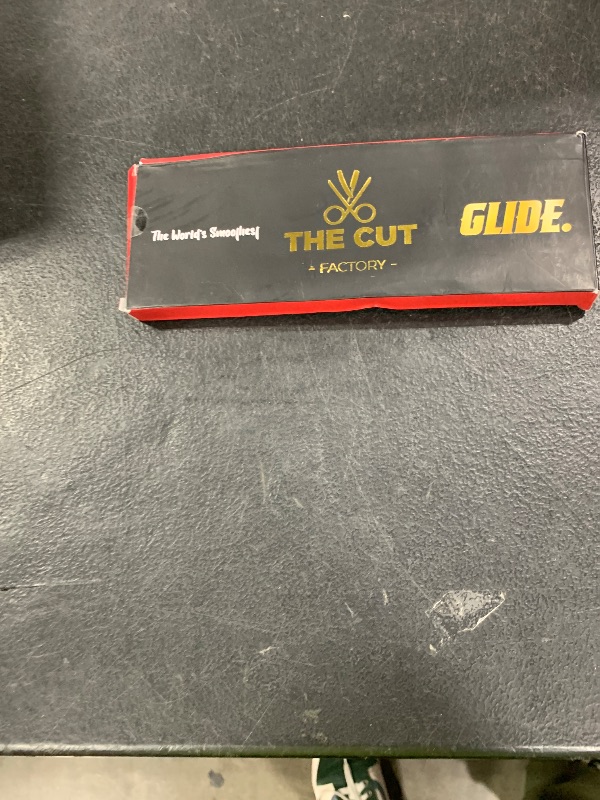 The World's Smoothest
THE CUT
- FACTORY -
GLIDE.